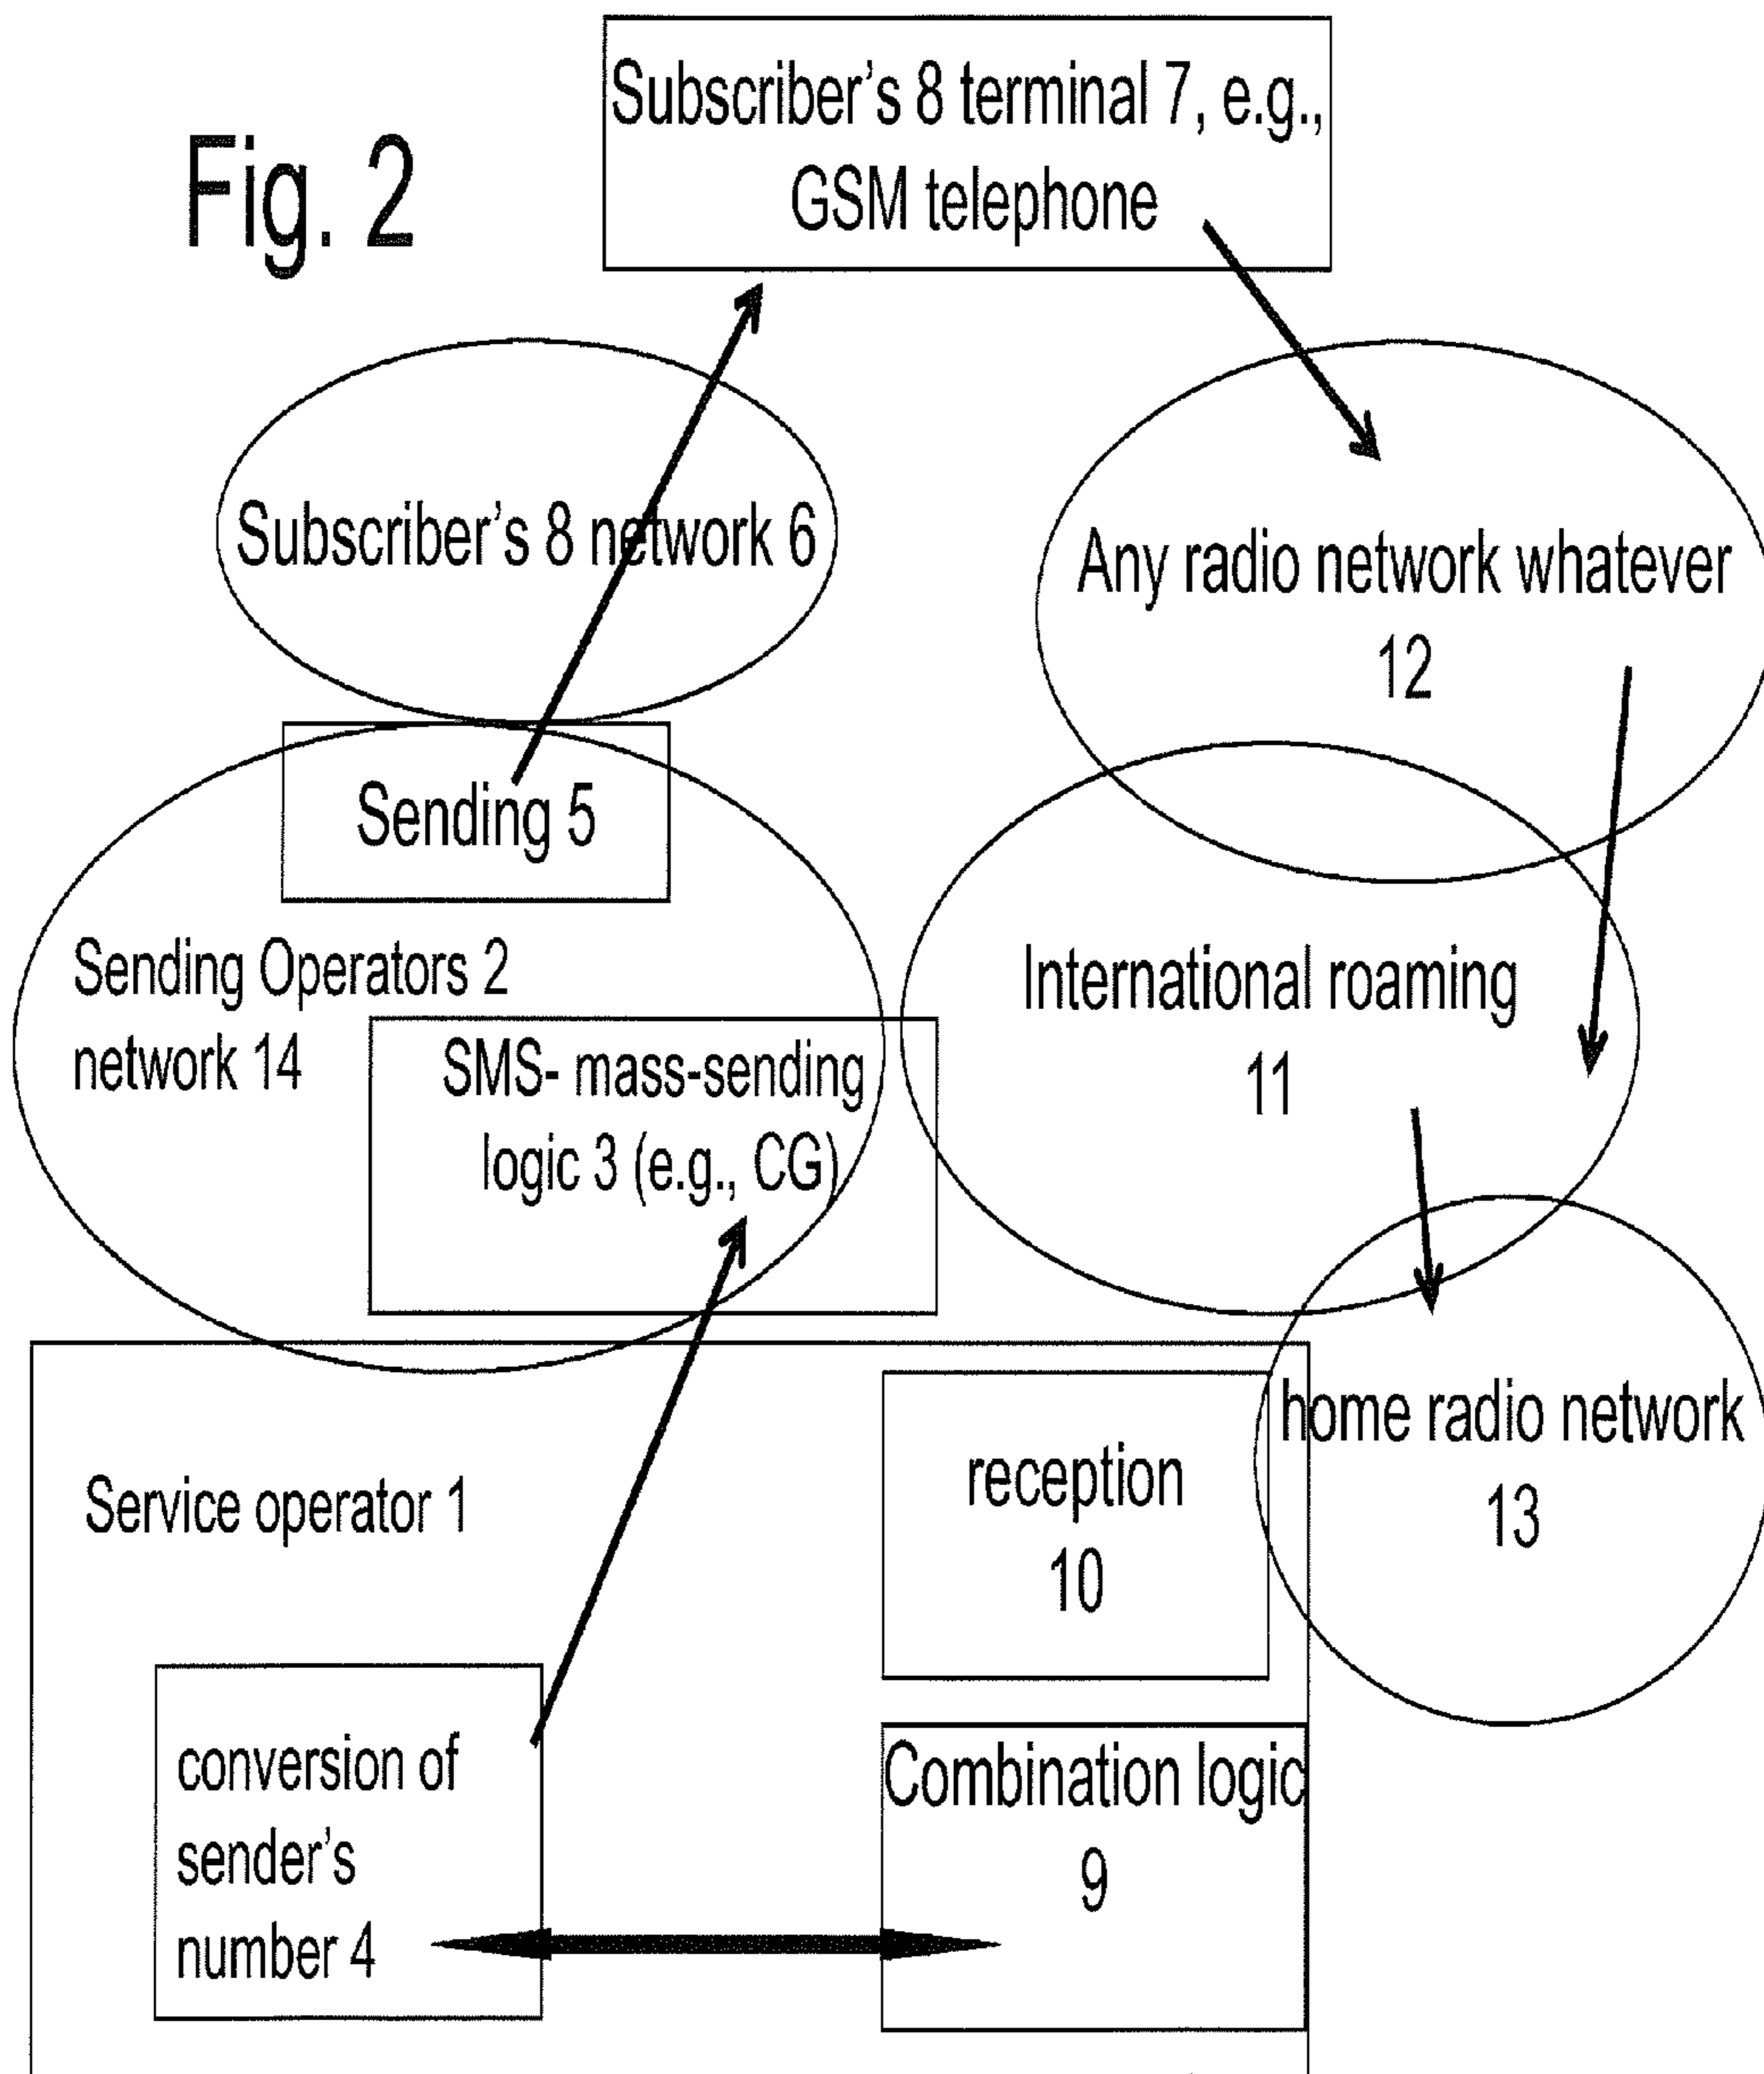 Fig. 2
Subscriber's 8 terminal 7, e.g.,
GSM telephone
Subscriber's 8 network 6
Any radio network whatever
12
Sending 5
Sending Operators 2
network 14
SMS- mass-sending
logic 3 (e.g., CG)
International roaming
11
home radio network
13
Service operator 1
reception
10
conversion of
sender's
number 4
Combination logic
9